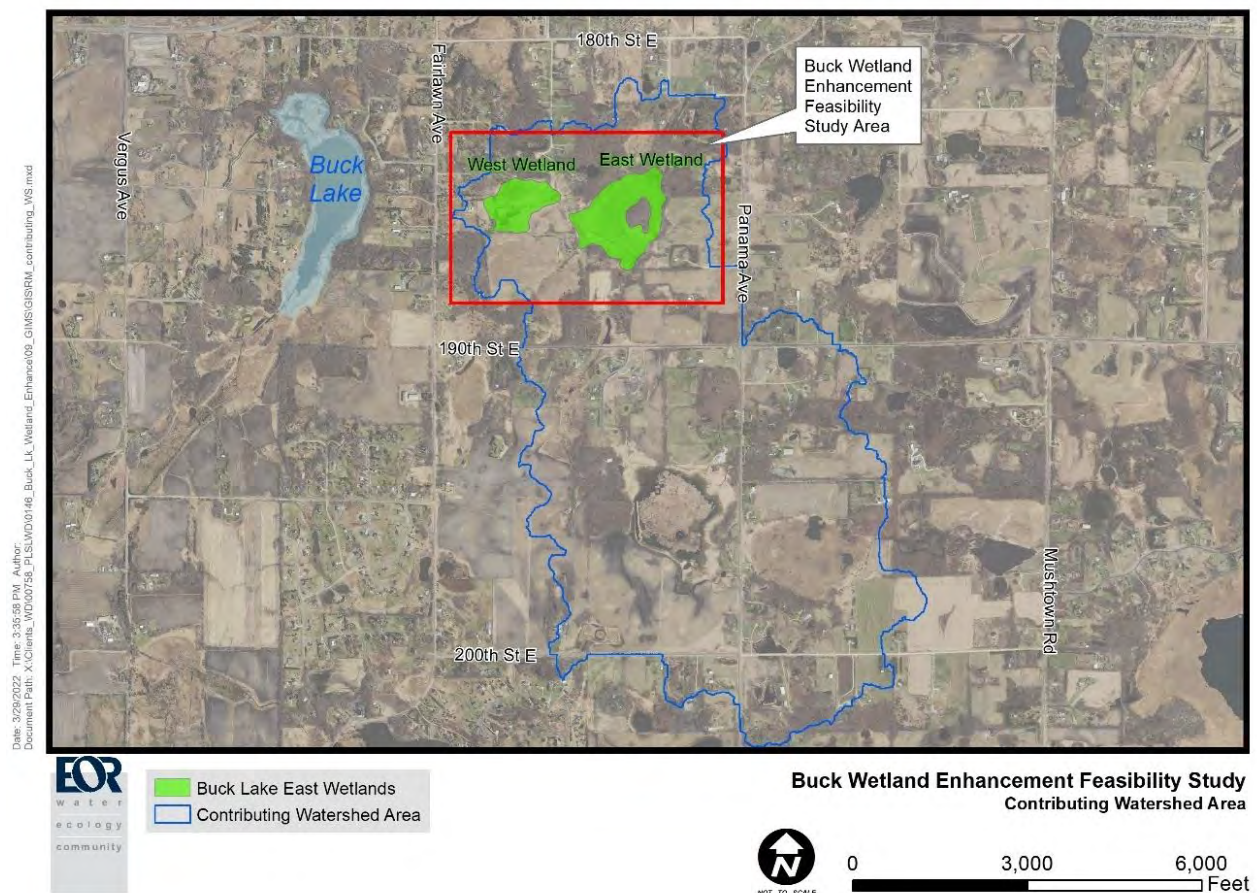 180th St E
Buck Wetland
Enhancement
Feasibility
Study Area
Fairlawn Ave
Vergus Ave
Buck
Lake
West Wetland
East Wetland
Panama Ave
190th St E
Mushtown Rd
200th St E
Date: 3/29/2022 Time: 3:35:58 PM Author:
Document Path: X:\Clients_WD\00758_PLSLWD\0146_Buck_Lk_Wetland_Enhance\09_GIMS\GIS\RM_contributing_WS.mxd
EOR
water
ecology
community
Buck Lake East Wetlands
Contributing Watershed Area
Buck Wetland Enhancement Feasibility Study
Contributing Watershed Area
N
NOT TO SCALE
0 3,000 6,000
Feet